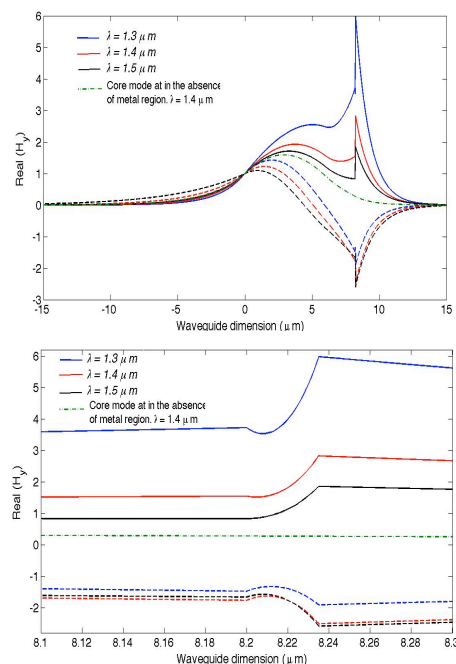 6
5
4
3
2
1
0
-1
-2
-3
Real (Hy)
λ = 1.3 μ m
λ = 1.4 μ m
λ = 1.5 μ m
Core mode at in the absence
of metal region. λ = 1.4 μ m
-15
-10
-5
0
5
10
15
Waveguide dimension (μm)
6
5
4
3
2
1
0
-1
-2
Real (Hy)
λ = 1.3 μ m
λ = 1.4 μ m
λ = 1.5 μ m
Core mode at in the absence
of metal region. λ = 1.4 μ m
8.1
8.12
8.14
8.16
8.18
8.2
8.22
8.24
8.26
8.28
8.3
Waveguide dimension (μm)